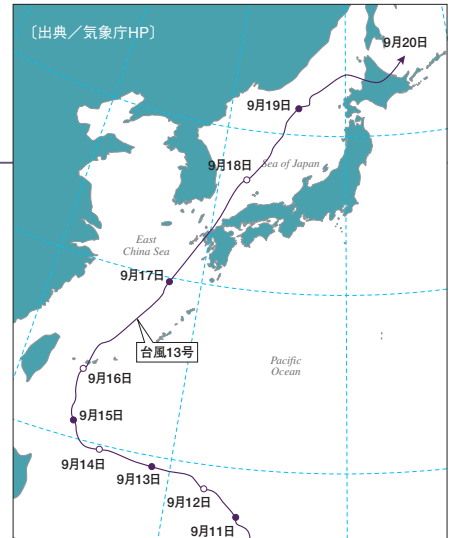 〔出典／気象庁HP〕
9月20日
9月19日
9月18日
Sea of Japan
East
China Sea
9月17日
台風13号
Pacific
Ocean
9月16日
9月15日
9月14日
9月13日
9月12日
9月11日